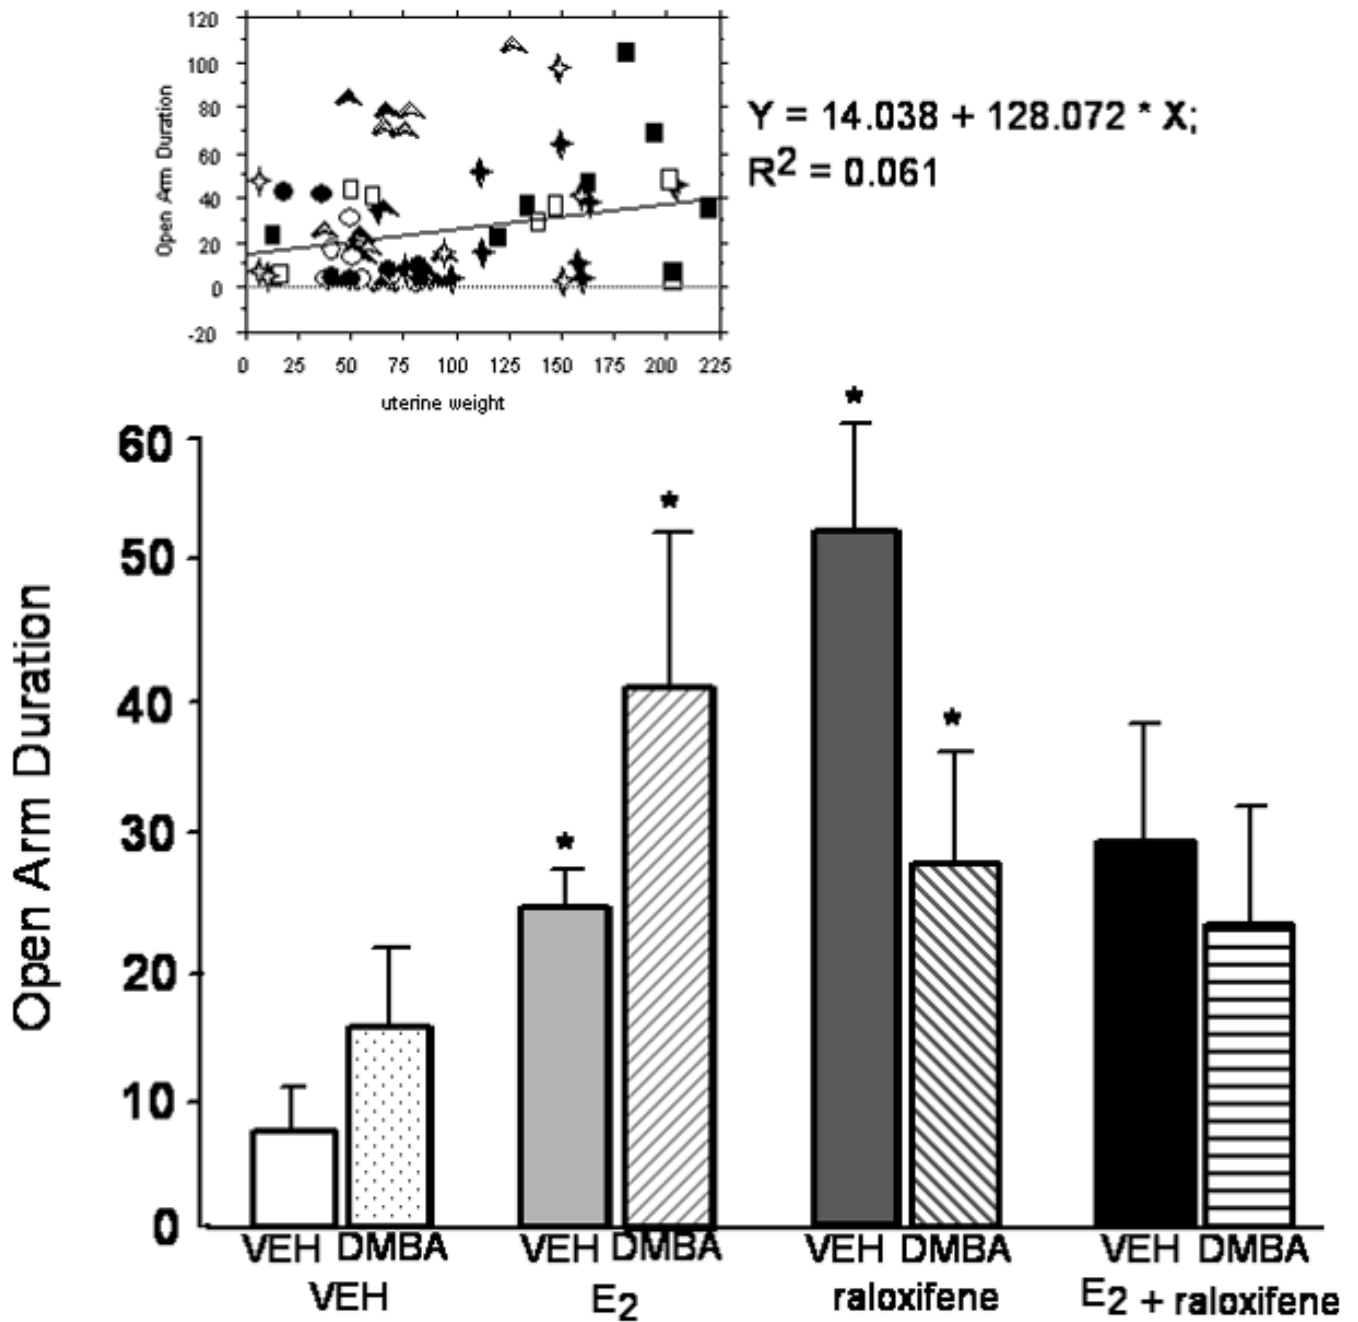 120
100
80
60
40
20
0
-20
Open Arm Duration
0 25 50 75 100 125 150 175 200 225
uterine weight
Y = 14.038 + 128.072 * X;
R2 = 0.061
60
50
40
30
20
10
0
Open Arm Duration
*
*
*
*
VEH DMBA VEH DMBA VEH DMBA VEH DMBA
VEH E2 raloxifene E2 + raloxifene